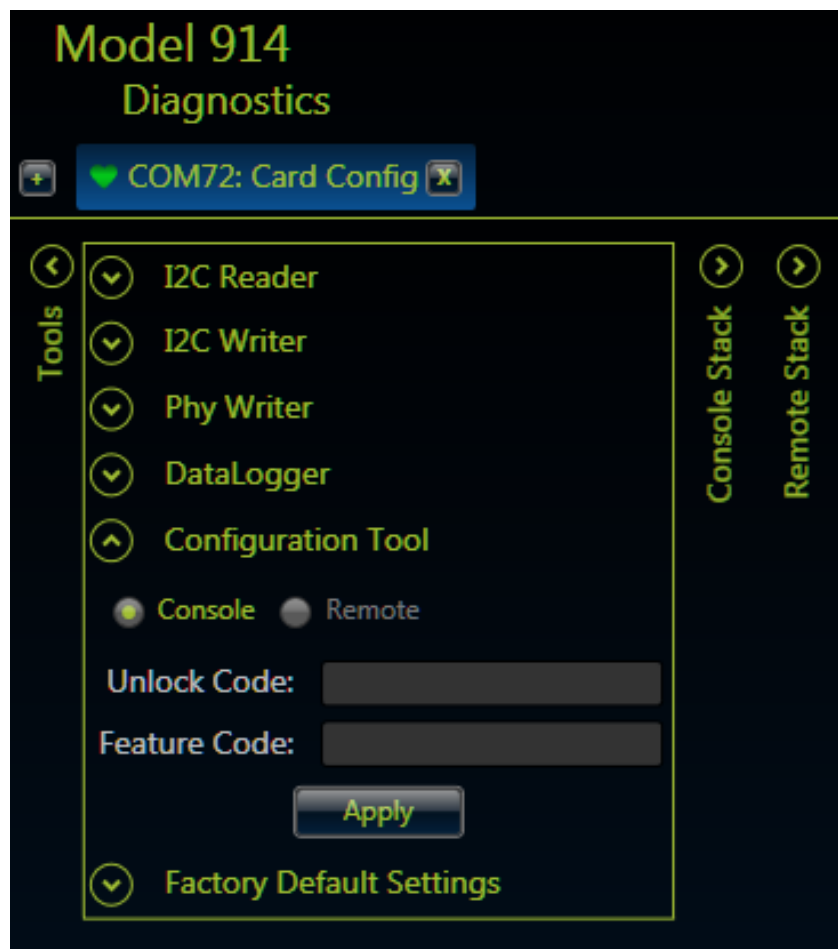 Model 914
Diagnostics
+
COM72: Card Config X
Tools
I2C Reader
I2C Writer
Phy Writer
DataLogger
Configuration Tool
Console Remote
Unlock Code:
Feature Code:
Apply
Factory Default Settings
Console Stack
Remote Stack